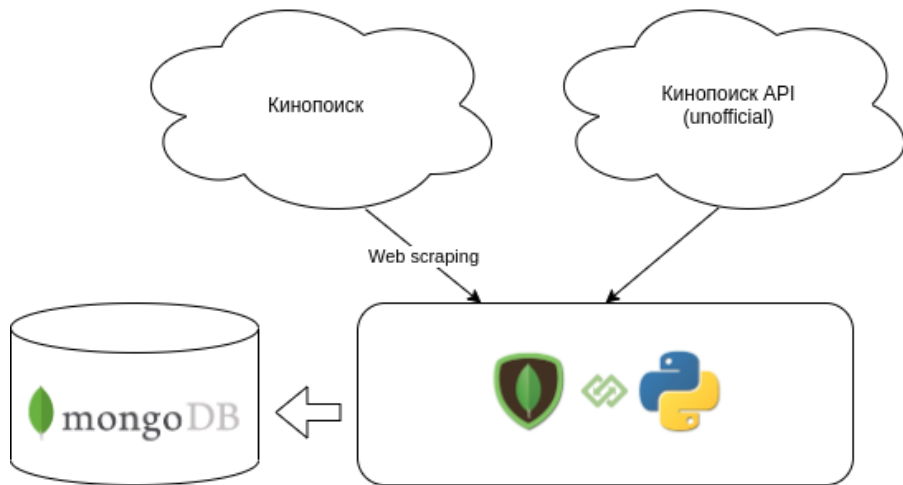 Кинопоиск
Кинопоиск API
(unofficial)
Web scraping
mongoDB